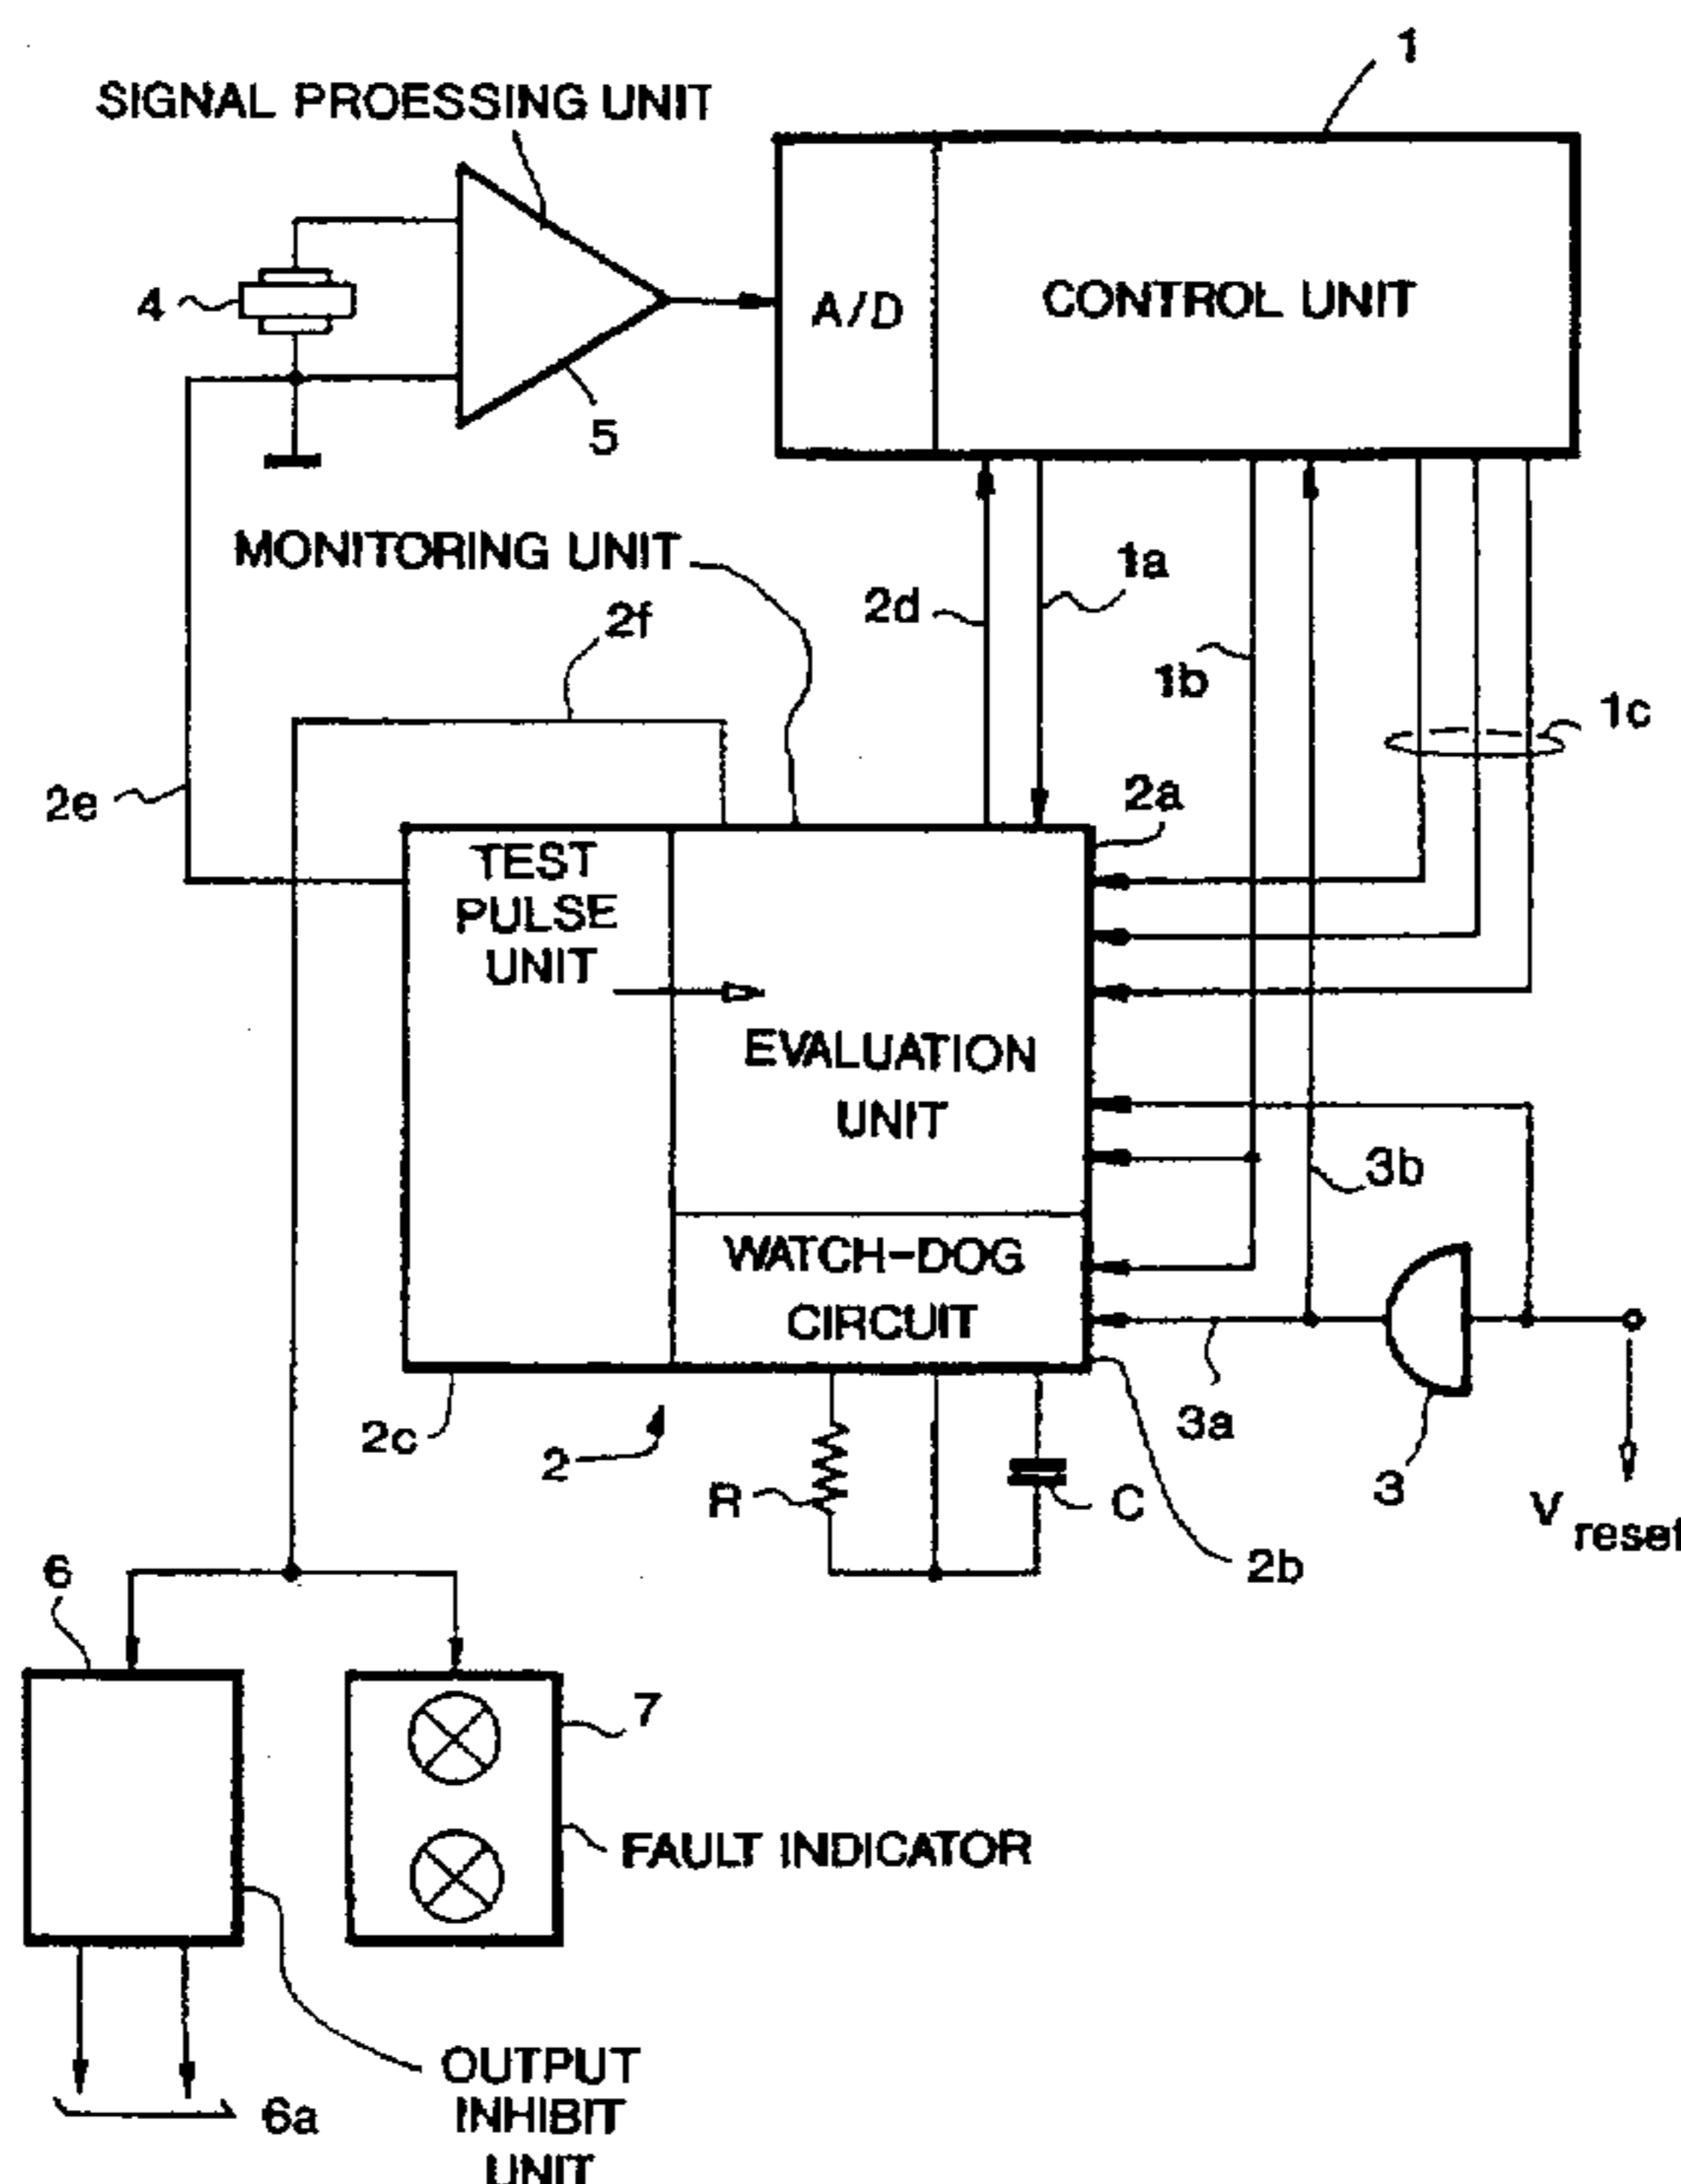 1
SIGNAL PROESSING UNIT
4
A/D
CONTROL UNIT
5
MONITORING UNIT
1a
2d
2f
1b
1c
2e
2a
TEST
PULSE
UNIT
EVALUATION
UNIT
3b
WATCH-DOG
CIRCUIT
2c
2
3a
3
R
C
V reset
2b
6
7
FAULT INDICATOR
6a
OUTPUT
INHIBIT
UNIT